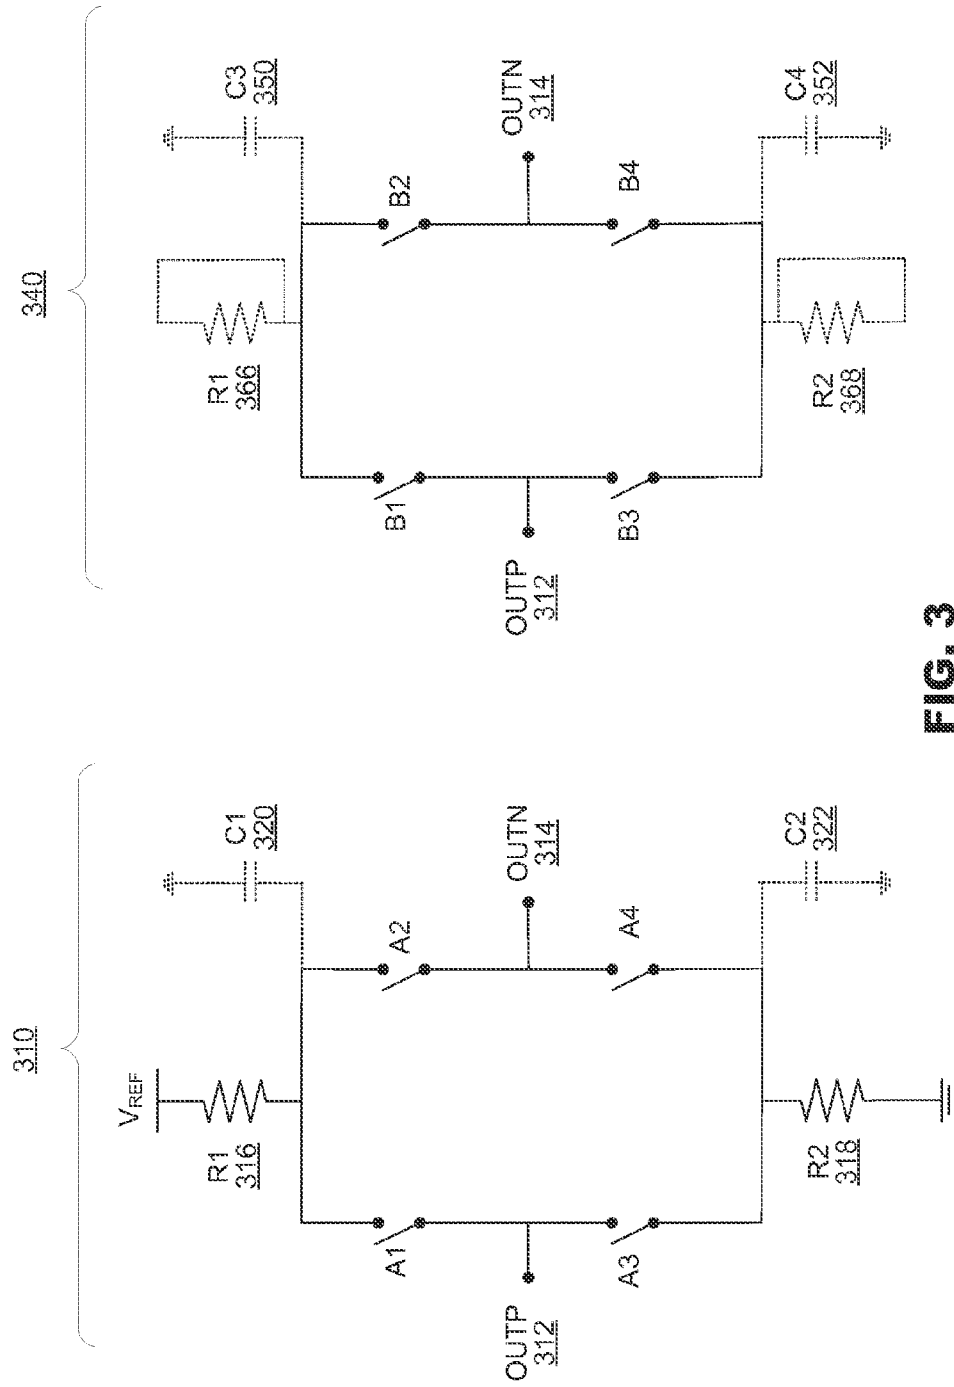 310
V_REF
R1
316
C1
320
A1
A2
OUTP
312
OUTN
314
A3
A4
R2
318
C2
322
340
R1
366
C3
350
B1
B2
OUTP
312
OUTN
314
B3
B4
R2
368
C4
352
FIG. 3